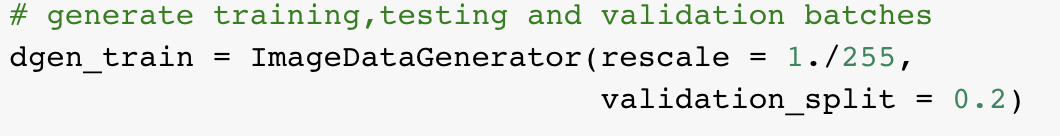 # generate training,testing and validation batches
dgen_train = ImageDataGenerator(rescale = 1./255,
validation_split = 0.2)